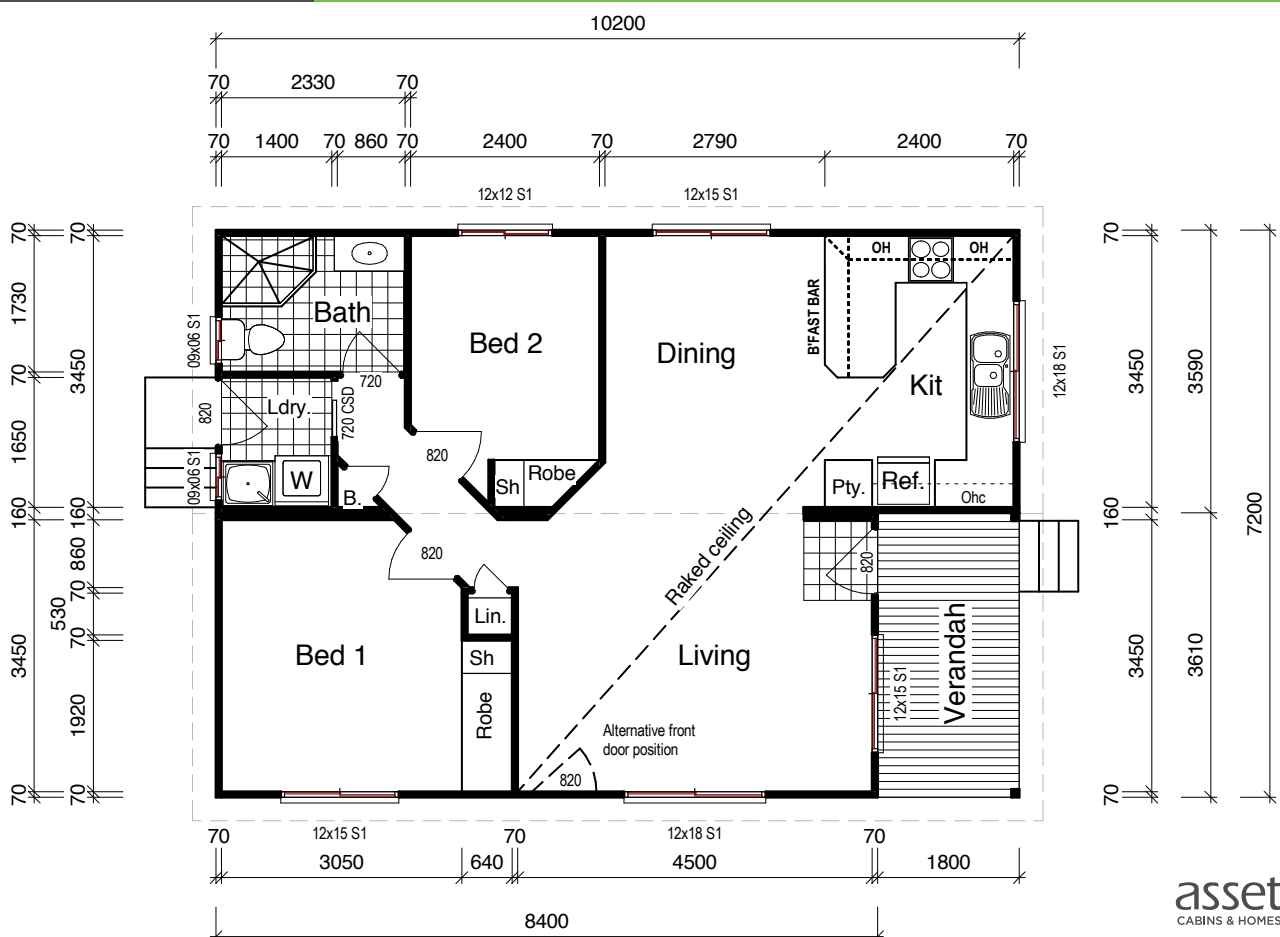 10200
70 2330 70
70 1400 70 860 70 2400 70 2790 2400 70
12x12 S1 12x15 S1
70 1730 70 1650 160 3450 70
70 3450 160 860 70 530 70 1920 70
09x06 S1
09x06 S1
820
Bath
720
Ldry.
720 CSD
W
B.
Bed 2
820
Sh Robe
Dining
B'FAST BAR
OH OH
Kit
12x18 S1
Pty. Ref. Ohc
820
Lin.
Sh
Robe
Bed 1
Raked ceiling
Living
Alternative front
door position
820
820
12x15 S1
Verandah
70 3450 160 3450 70
3590 3610
7200
12x15 S1 12x18 S1
70 3050 640 70 4500 70 1800
8400
asset
CABINS & HOMES